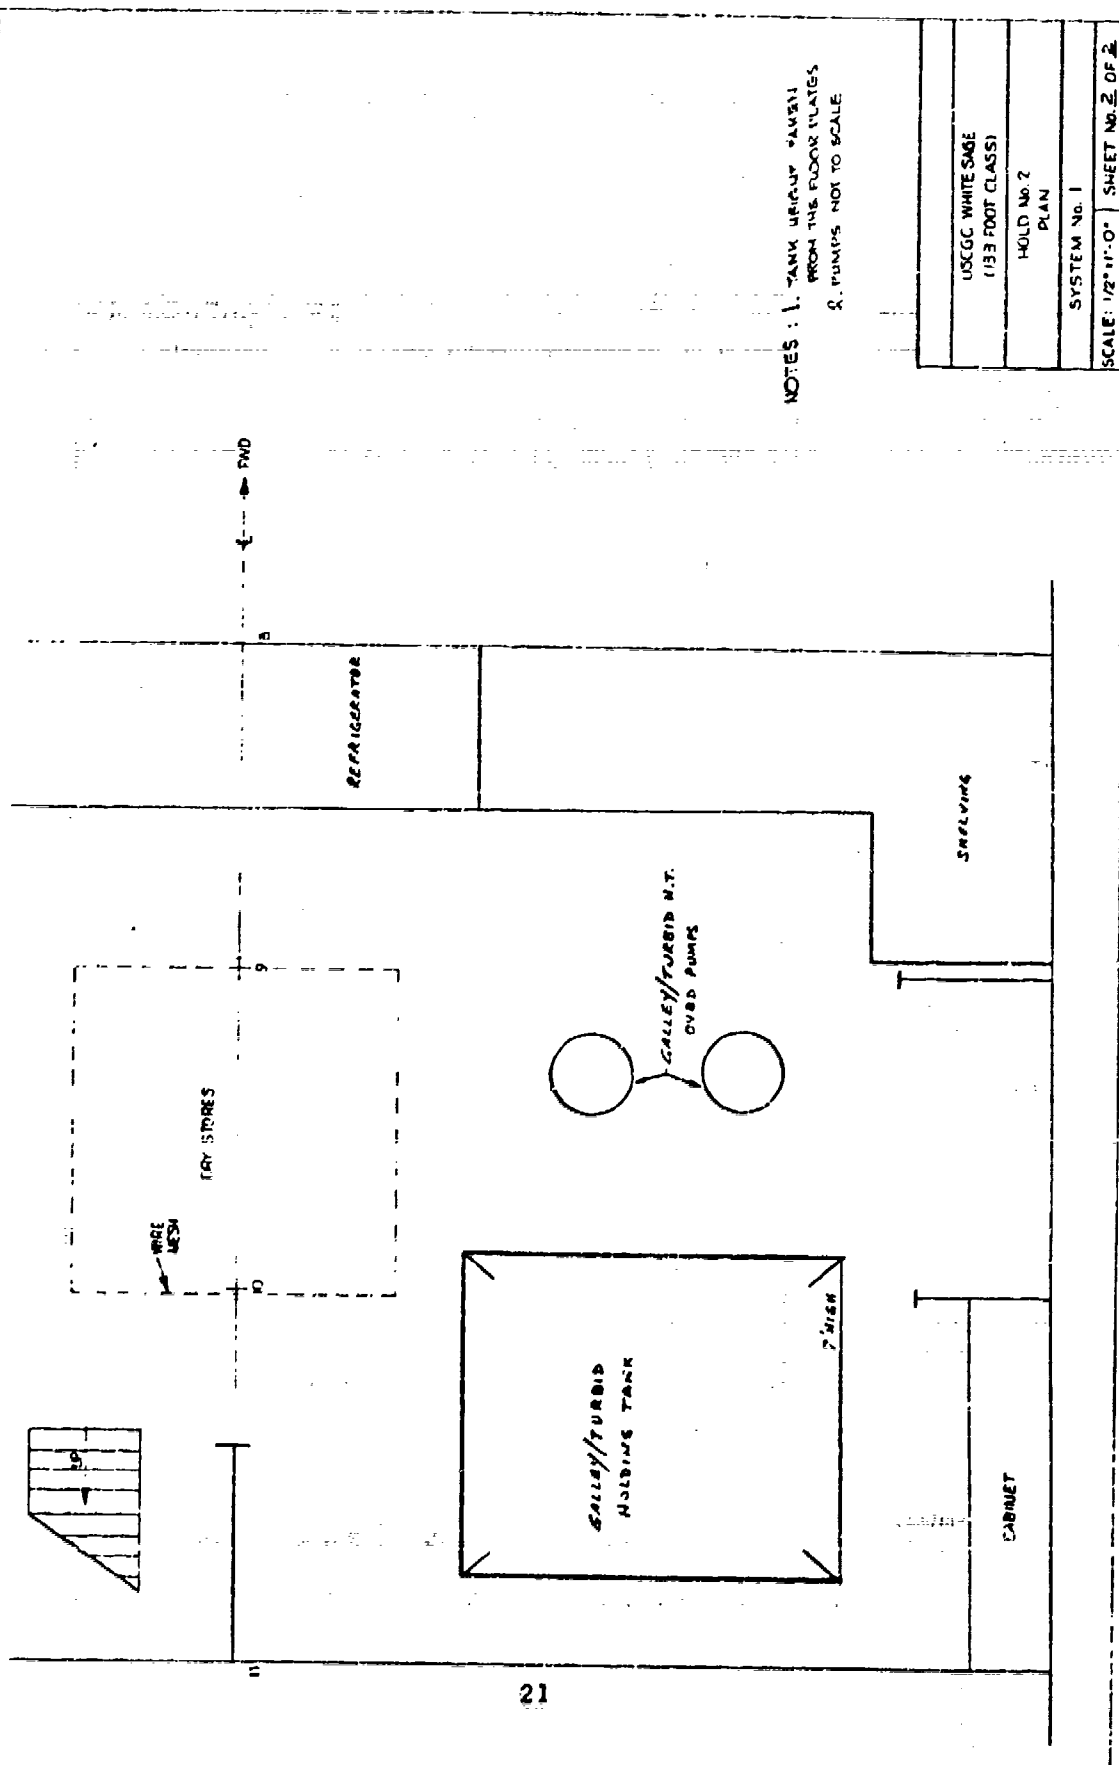 UP
WIRE
MESH
DRY STORES
10
9
11
8
FWD
REFRIGERATOR
GALLEY/TURBID
HOLDING TANK
7' HIGH
GALLEY/TURBID H.T.
OVBD PUMPS
SHELVING
CABINET
NOTES: 1. TANK HEIGHT TAKEN
FROM THE FLOOR PLATES
2. PUMPS NOT TO SCALE
USCGC WHITE SAGE
(133 FOOT CLASS)
HOLD No. 2
PLAN
SYSTEM No. 1
SCALE: 1/2"=1'-0" | SHEET No. 2 OF 2
21